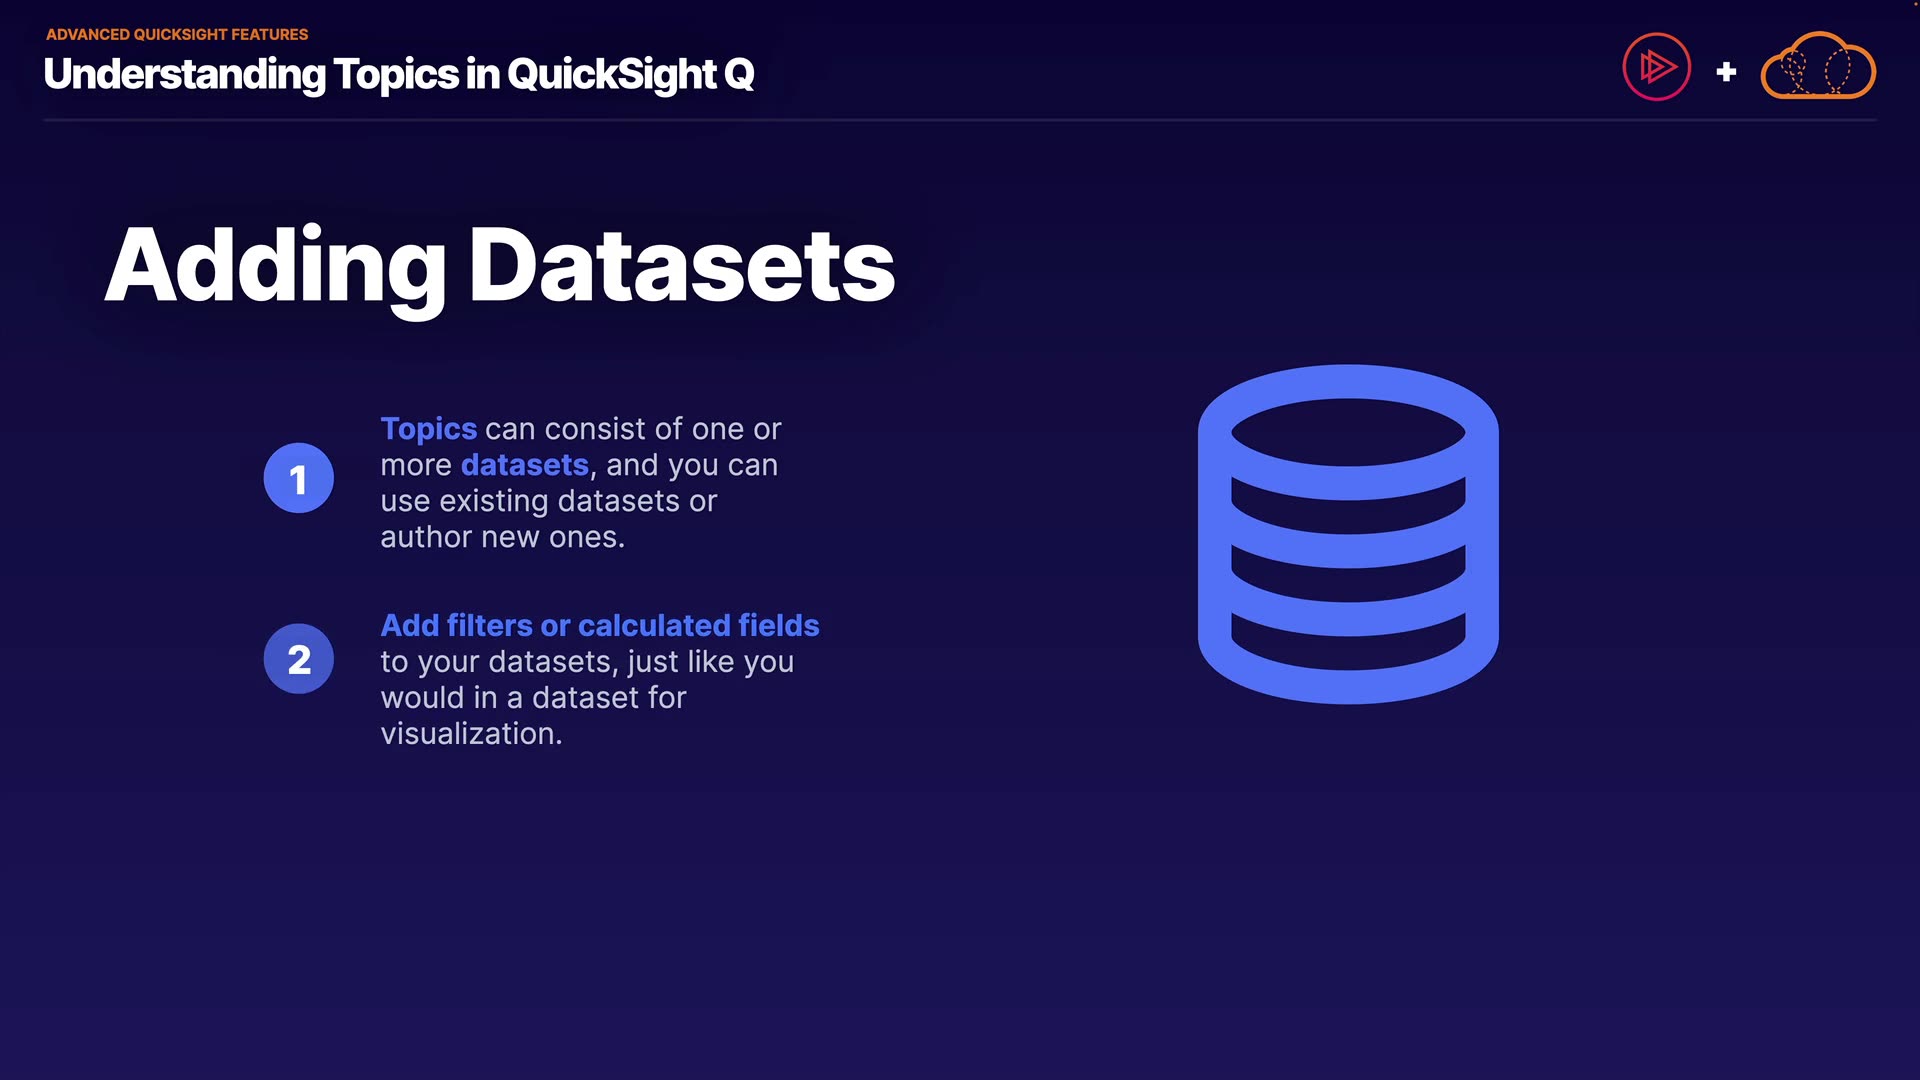 ADVANCED QUICKSIGHT FEATURES
Understanding Topics in QuickSight Q
+
Adding Datasets
1
Topics can consist of one or
more datasets, and you can
use existing datasets or
author new ones.
2
Add filters or calculated fields
to your datasets, just like you
would in a dataset for
visualization.